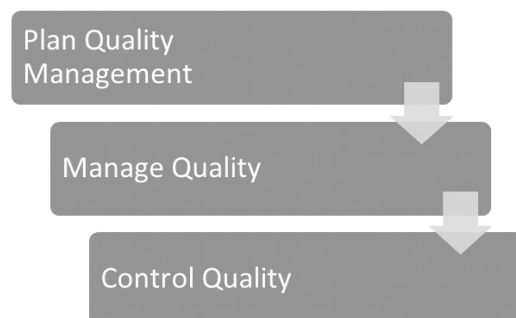 Plan Quality
Management
Manage Quality
Control Quality